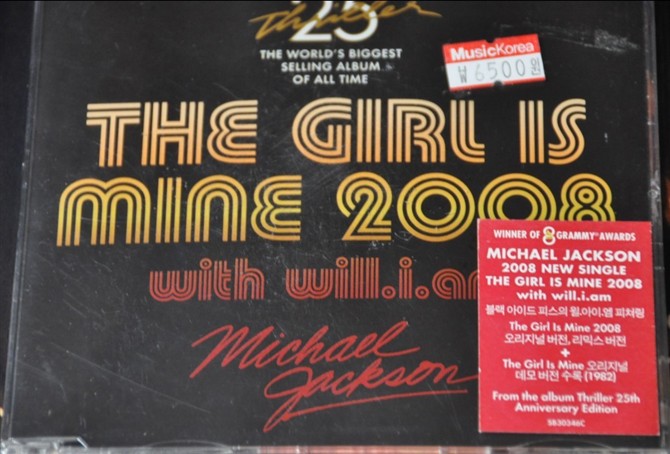 Thriller
25
THE WORLD'S BIGGEST
SELLING ALBUM
OF ALL TIME
MusicKorea
₩6500원
THE GIRL IS
MINE 2008
with will.i.am
Michael
Jackson
WINNER OF 8 GRAMMY® AWARDS
MICHAEL JACKSON
2008 NEW SINGLE
THE GIRL IS MINE 2008
with will.i.am
블랙 아이드 피스의 윌.아이.엠 피쳐링
The Girl Is Mine 2008
오리지널 버전, 리믹스 버전
+
The Girl Is Mine 오리지널
데모 버전 수록 (1982)
From the album Thriller 25th
Anniversary Edition
SB30246C